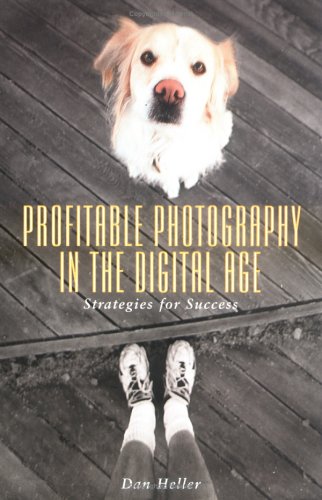 PROFITABLE PHOTOGRAPHY
IN THE DIGITAL AGE
Strategies for Success
Dan Heller